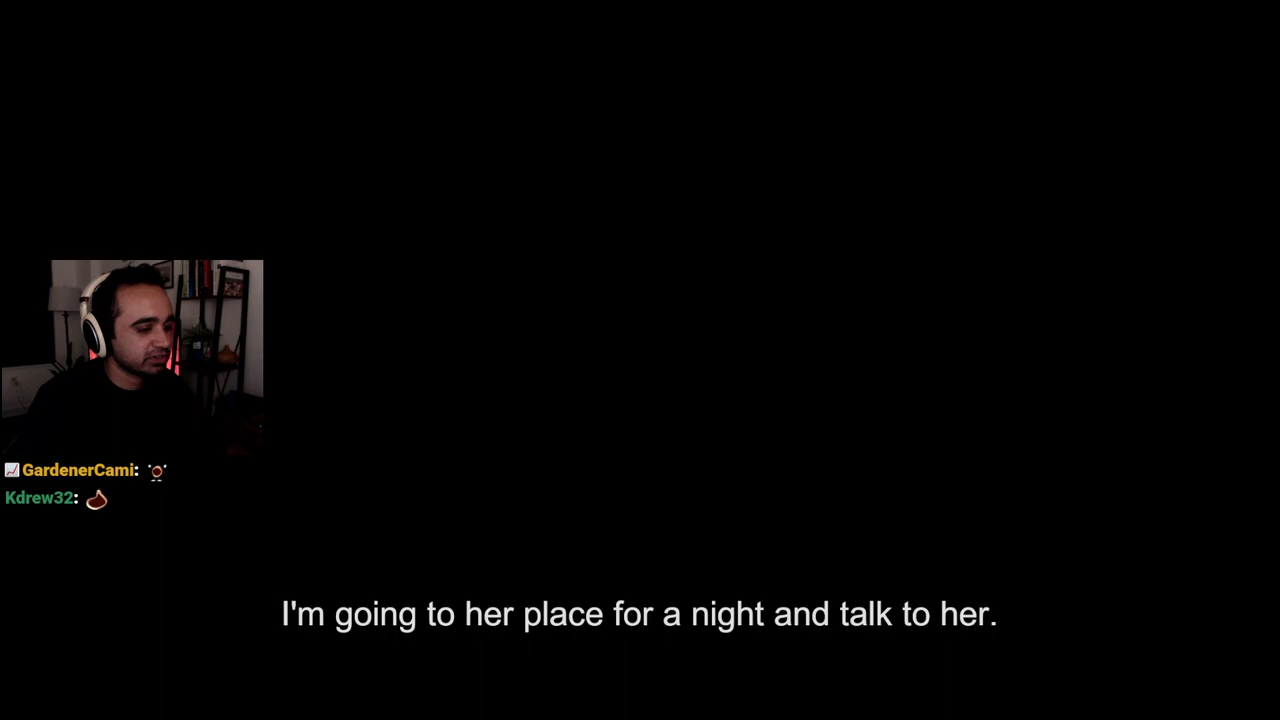 GardenerCami:
Kdrew32:
I'm going to her place for a night and talk to her.